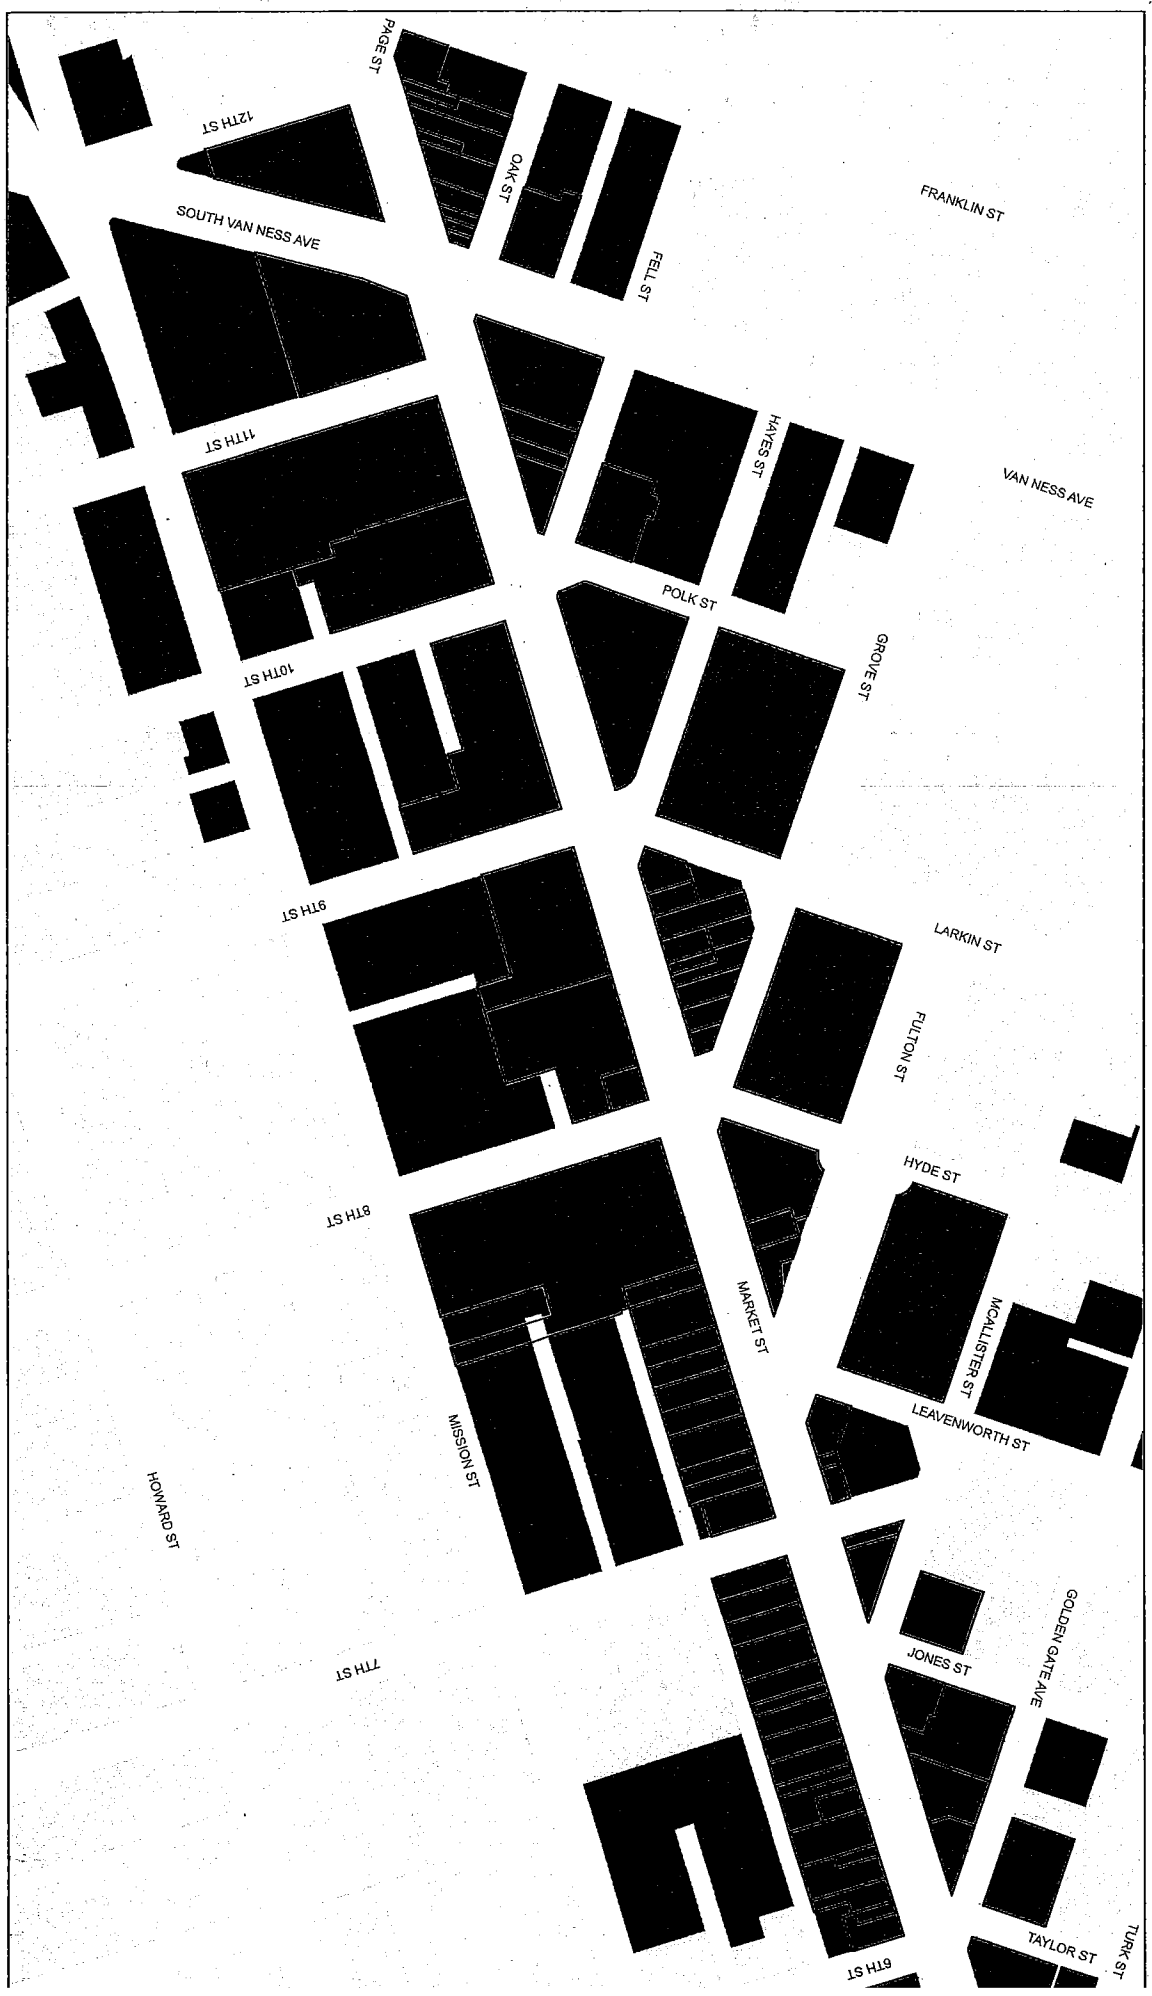 PAGE ST
12TH ST
OAK ST
FRANKLIN ST
SOUTH VAN NESS AVE
FELL ST
11TH ST
HAYES ST
VAN NESS AVE
POLK ST
10TH ST
GROVE ST
9TH ST
LARKIN ST
FULTON ST
HYDE ST
8TH ST
MARKET ST
MCALLISTER ST
LEAVENWORTH ST
MISSION ST
HOWARD ST
GOLDEN GATE AVE
JONES ST
7TH ST
TURK ST
TAYLOR ST
6TH ST